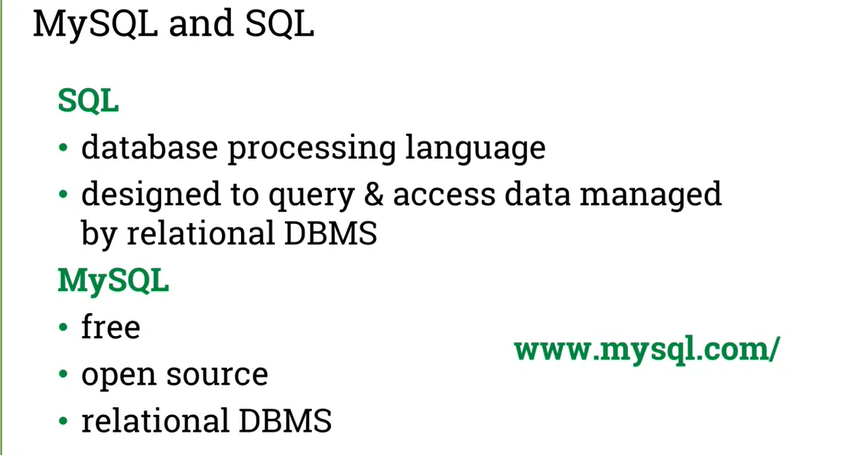 MySQL and SQL
SQL
• database processing language
• designed to query & access data managed
by relational DBMS
MySQL
• free
• open source
• relational DBMS
www.mysql.com/